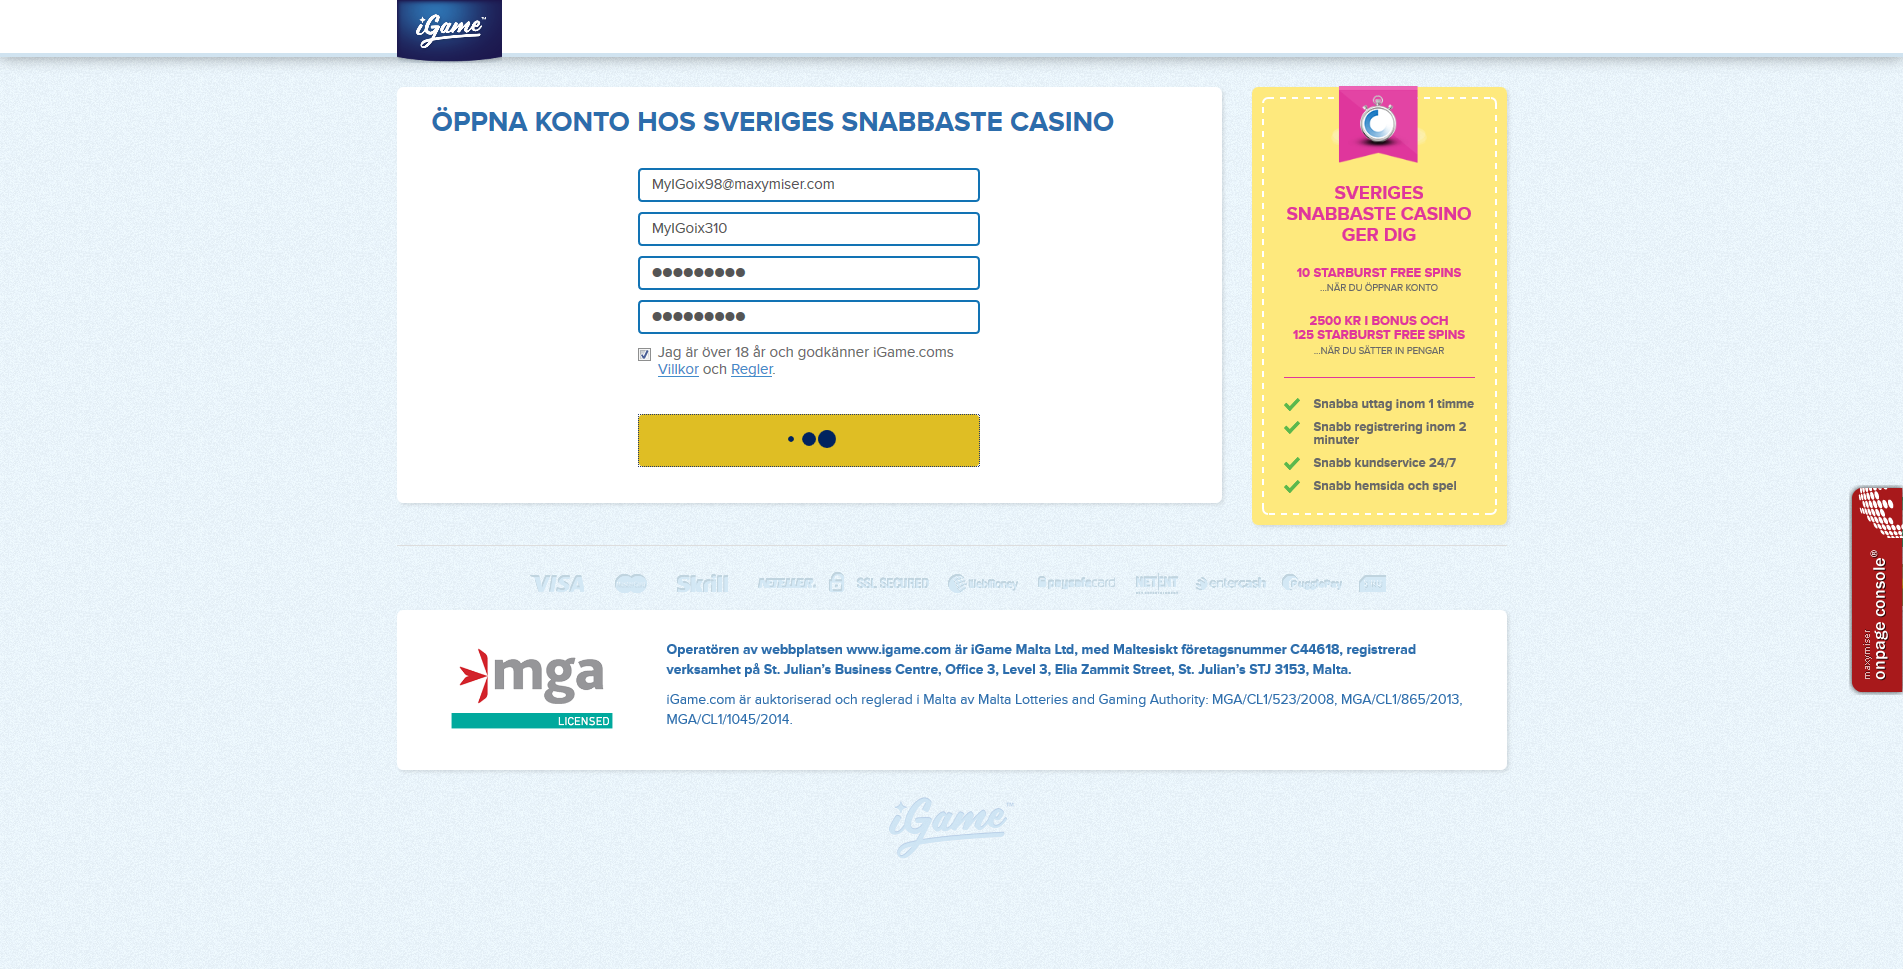 iGame™
ÖPPNA KONTO HOS SVERIGES SNABBASTE CASINO
MyIGoix98@maxymiser.com
MyIGoix310
●●●●●●●●●
●●●●●●●●●
Jag är över 18 år och godkänner iGame.coms
Villkor och Regler.
SVERIGES
SNABBASTE CASINO
GER DIG
10 STARBURST FREE SPINS
...NÄR DU ÖPPNAR KONTO
2500 KR I BONUS OCH
125 STARBURST FREE SPINS
...NÄR DU SÄTTER IN PENGAR
Snabba uttag inom 1 timme
Snabb registrering inom 2
minuter
Snabb kundservice 24/7
Snabb hemsida och spel
maxymiser
onpage console®
VISA Skrill NETELLER. SSL SECURED WebMoney paysafecard NETENT entercash PugglePay
mga
LICENSED
Operatören av webbplatsen www.igame.com är iGame Malta Ltd, med Maltesiskt företagsnummer C44618, registrerad
verksamhet på St. Julian’s Business Centre, Office 3, Level 3, Elia Zammit Street, St. Julian’s STJ 3153, Malta.
iGame.com är auktoriserad och reglerad i Malta av Malta Lotteries and Gaming Authority: MGA/CL1/523/2008, MGA/CL1/865/2013,
MGA/CL1/1045/2014.
iGame™